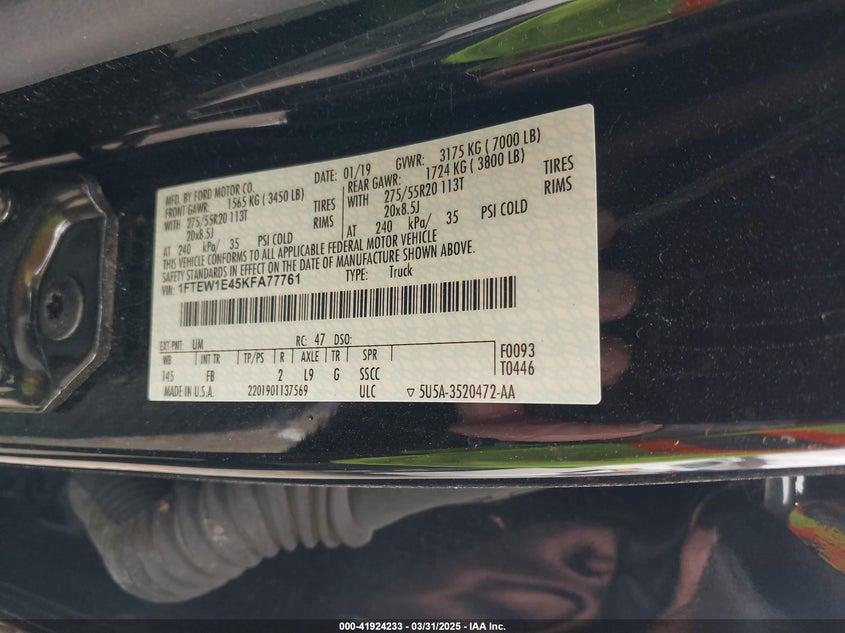 MFD. BY FORD MOTOR CO. DATE: 01/19 GVWR: 3175 KG ( 7000 LB)
FRONT GAWR: 1565 KG ( 3450 LB) REAR GAWR: 1724 KG ( 3800 LB)
WITH 275/55R20 113T TIRES WITH 275/55R20 113T TIRES
20x8.5J RIMS 20x8.5J RIMS
AT 240 kPa/ 35 PSI COLD AT 240 kPa/ 35 PSI COLD
THIS VEHICLE CONFORMS TO ALL APPLICABLE FEDERAL MOTOR VEHICLE
SAFETY STANDARDS IN EFFECT ON THE DATE OF MANUFACTURE SHOWN ABOVE.
VIN: 1FTEW1E45KFA77761 TYPE: Truck
EXT PNT: UM RC: 47 DSO:
WB INT TR TP/PS R AXLE TR SPR F0093
145 FB 2 L9 G SSCC T0446
MADE IN U.S.A. 2201901137569 ULC ▽ 5U5A-3520472-AA
000-41924233 - 03/31/2025 - IAA Inc.